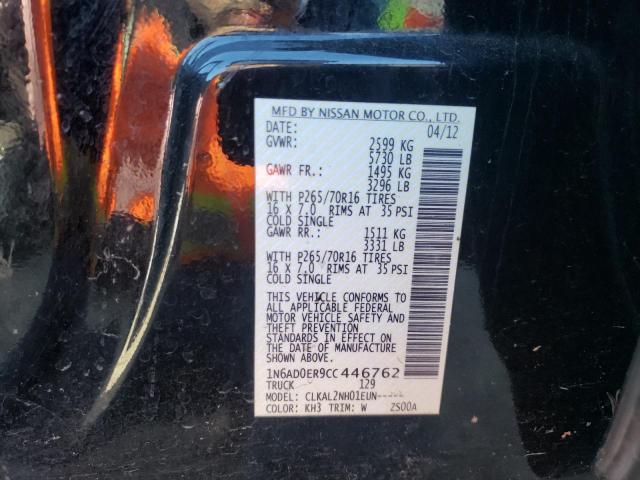 MFD BY NISSAN MOTOR CO., LTD.
DATE: 04/12
GVWR: 2599 KG
5730 LB
GAWR FR.: 1495 KG
3296 LB
WITH P265/70R16 TIRES
16 X 7.0 RIMS AT 35 PSI
COLD SINGLE
GAWR RR.: 1511 KG
3331 LB
WITH P265/70R16 TIRES
16 X 7.0 RIMS AT 35 PSI
COLD SINGLE
THIS VEHICLE CONFORMS TO
ALL APPLICABLE FEDERAL
MOTOR VEHICLE SAFETY AND
THEFT PREVENTION
STANDARDS IN EFFECT ON
THE DATE OF MANUFACTURE
SHOWN ABOVE.
1N6AD0ER9CC446762
TRUCK 129
MODEL: CLKAL2NH01EUN-----
COLOR: KH3 TRIM: W ZS00A